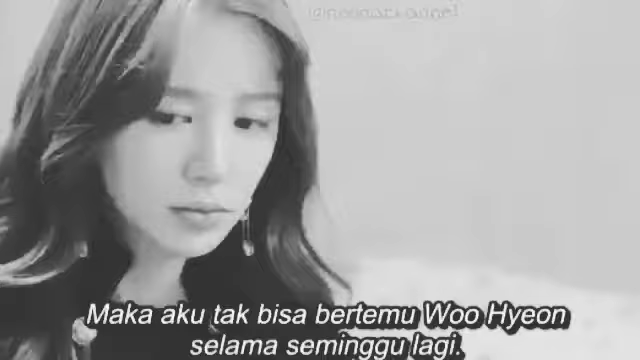 Maka aku tak bisa bertemu Woo Hyeon
selama seminggu lagi.